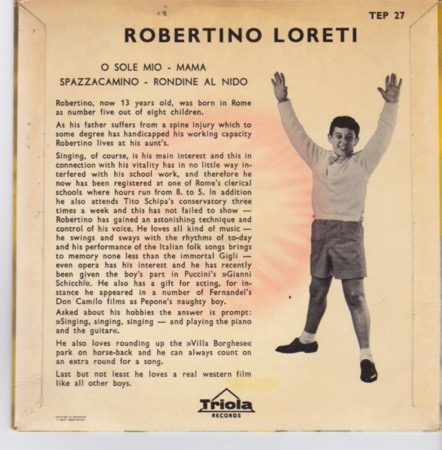 TEP 27
ROBERTINO LORETI
O SOLE MIO - MAMA
SPAZZACAMINO - RONDINE AL NIDO
Robertino, now 13 years old, was born in Rome
as number five out of eight children.
As his father suffers from a spine injury which to
some degree has handicapped his working capacity
Robertino lives at his aunt's.
Singing, of course, is his main interest and this in
connection with his vitality has in no little way in-
terfered with his school work, and therefore he
now has been registered at one of Rome's clerical
schools where hours run from 8. to 5. In addition
he also attends Tito Schipa's conservatory three
times a week and this has not failed to show —
Robertino has gained an astonishing technique and
control of his voice. He loves all kind of music —
he swings and sways with the rhythms of to-day
and his performance of the Italian folk songs brings
to memory none less than the immortal Gigli —
even opera has his interest and he has recently
been given the boy's part in Puccini's »Gianni
Schicchi«. He also has a gift for acting, for in-
stance he appeared in a number of Fernandel's
Don Camilo films as Pepone's naughty boy.
Asked about his hobbies the answer is prompt:
»Singing, singing, singing — and playing the piano
and the guitar«.
He also loves rounding up the »Villa Borghese«
park on horse-back and he can always count on
an extra round for a song.
Last but not least he loves a real western film
like all other boys.
Triola
RECORDS